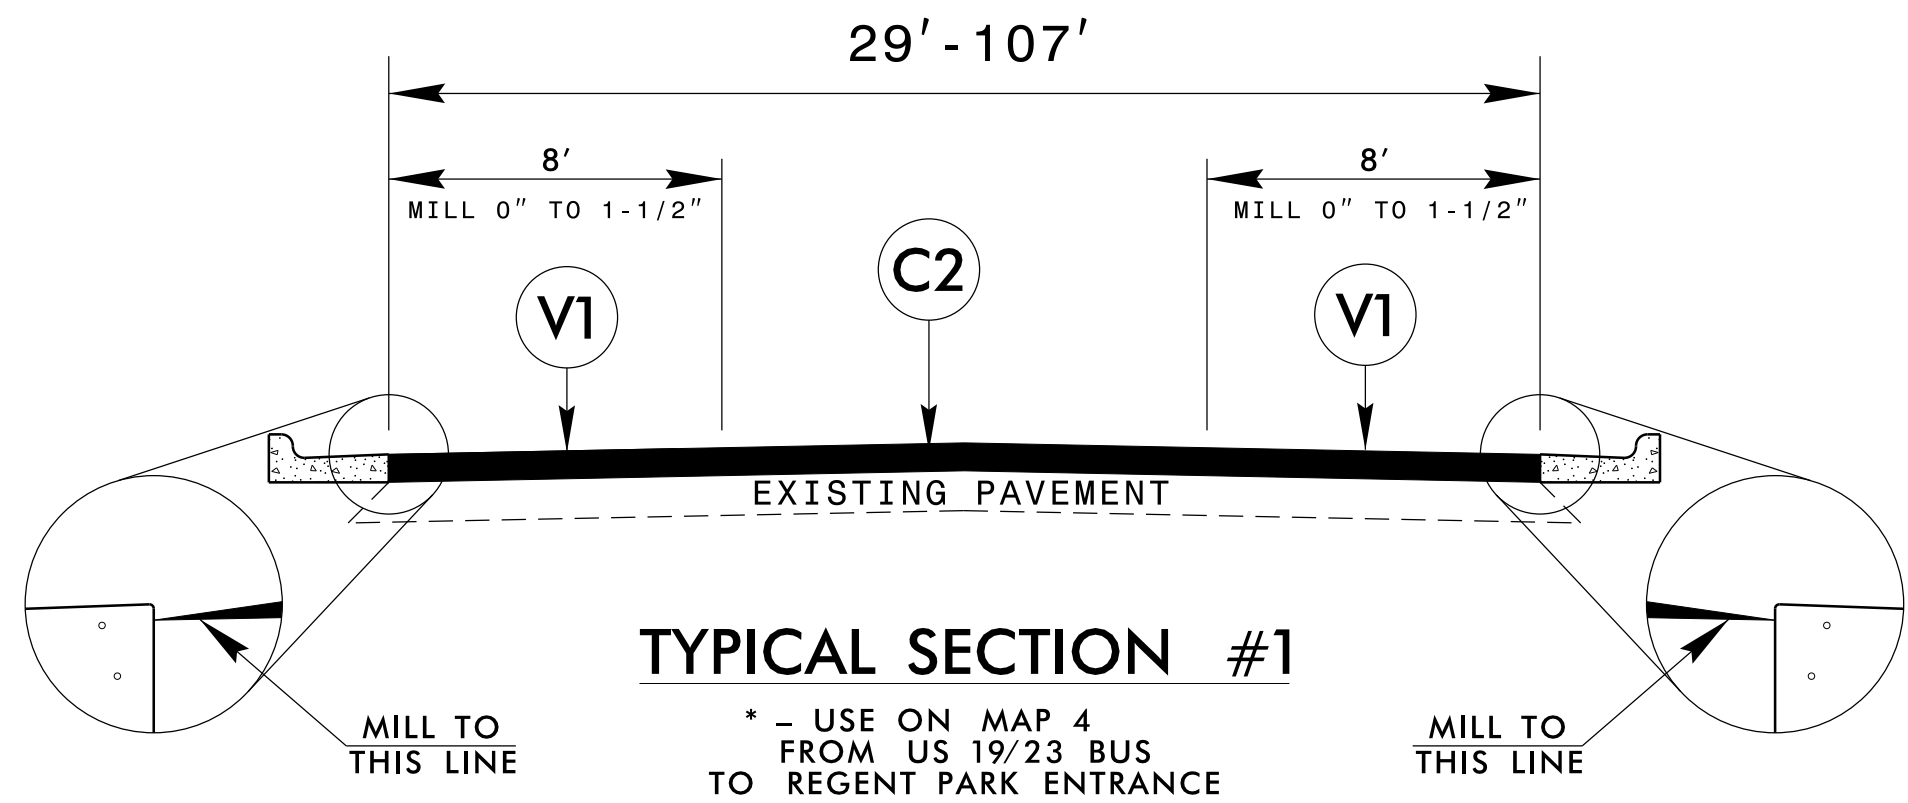 29'-107'
8'
8'
MILL 0" TO 1-1/2"
MILL 0" TO 1-1/2"
V1
C2
V1
EXISTING PAVEMENT
TYPICAL SECTION #1
* – USE ON MAP 4
FROM US 19/23 BUS
TO REGENT PARK ENTRANCE
MILL TO
THIS LINE
MILL TO
THIS LINE